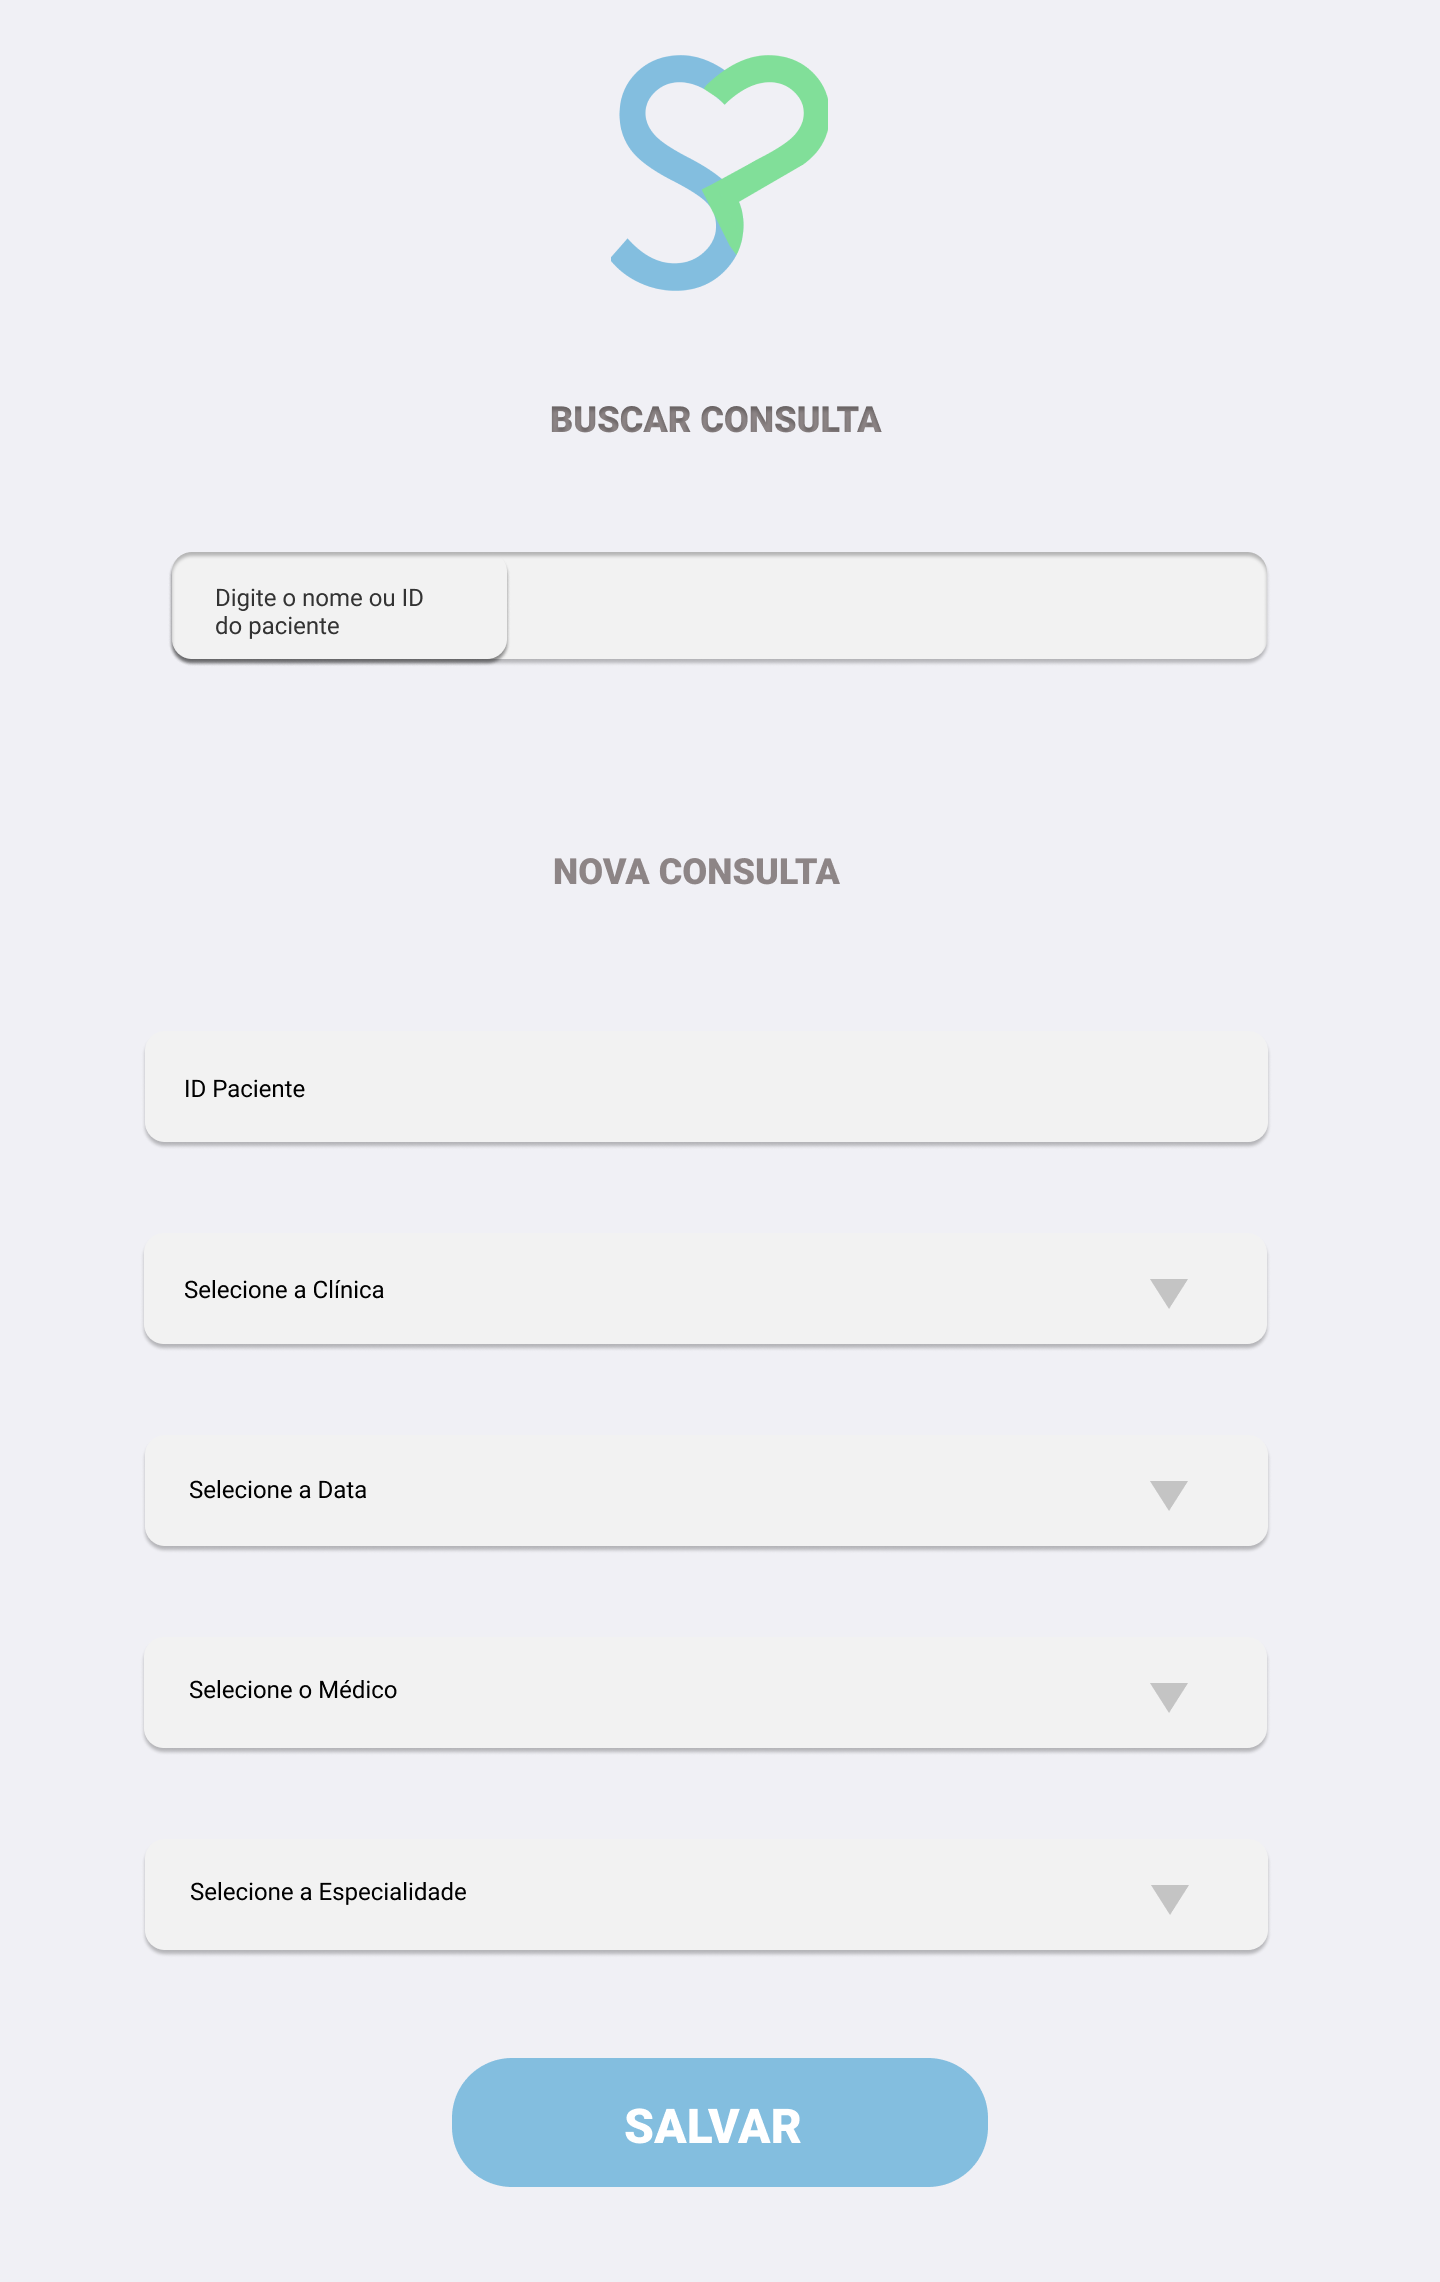 BUSCAR CONSULTA
Digite o nome ou ID
do paciente
NOVA CONSULTA
ID Paciente
Selecione a Clínica
Selecione a Data
Selecione o Médico
Selecione a Especialidade
SALVAR